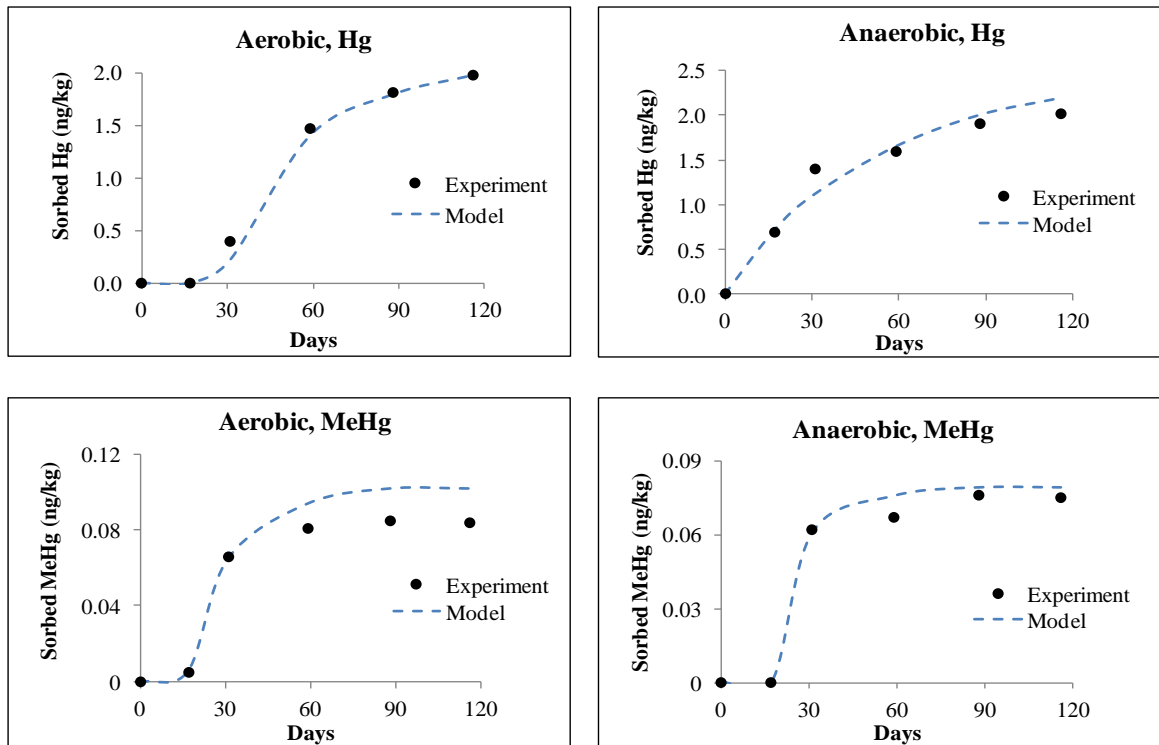 Aerobic, Hg
Sorbed Hg (ng/kg)
2.0
1.5
1.0
0.5
0.0
0 30 60 90 120
Days
Experiment
Model
Anaerobic, Hg
Sorbed Hg (ng/kg)
2.5
2.0
1.5
1.0
0.5
0.0
0 30 60 90 120
Days
Experiment
Model
Aerobic, MeHg
Sorbed MeHg (ng/kg)
0.12
0.08
0.04
0
0 30 60 90 120
Days
Experiment
Model
Anaerobic, MeHg
Sorbed MeHg (ng/kg)
0.09
0.06
0.03
0
0 30 60 90 120
Days
Experiment
Model